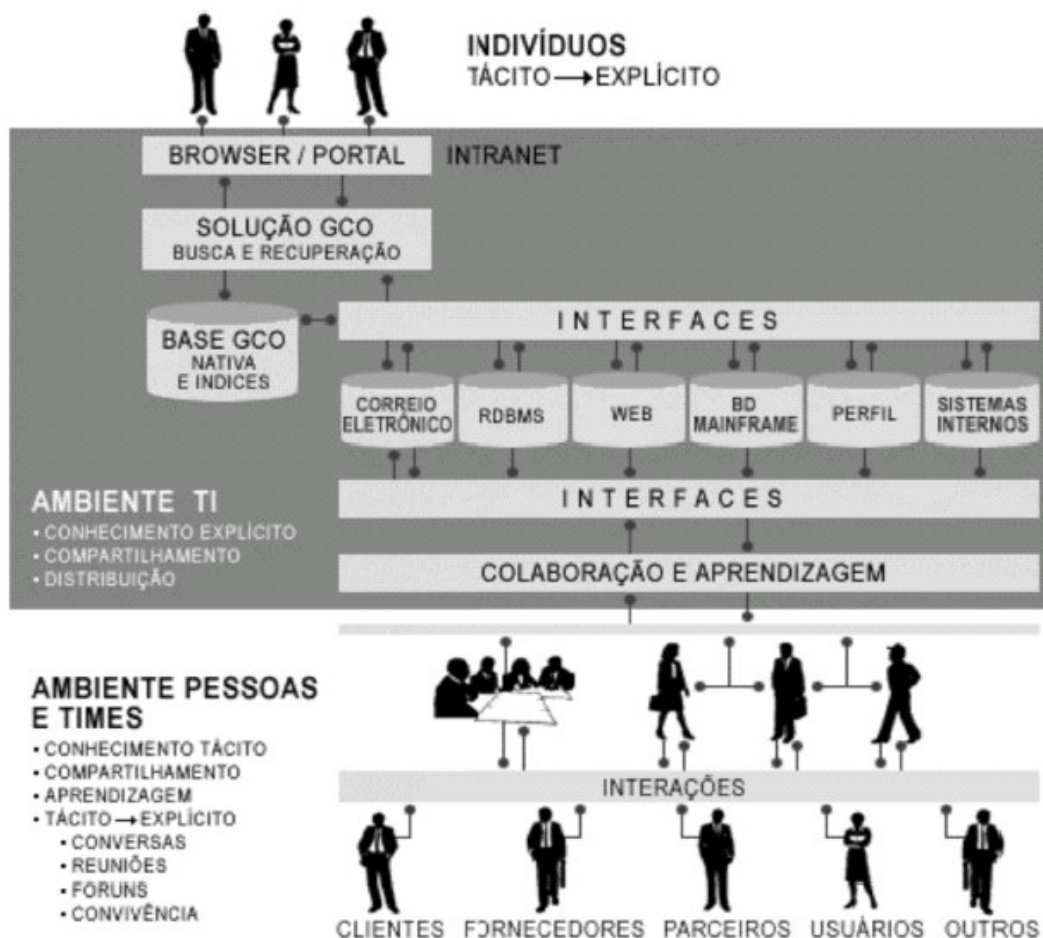 INDIVÍDUOS
TÁCITO → EXPLÍCITO
BROWSER / PORTAL
INTRANET
SOLUÇÃO GCO
BUSCA E RECUPERAÇÃO
BASE GCO
NATIVA
E INDICES
INTERFACES
CORREIO
ELETRÔNICO
RDBMS
WEB
BD
MAINFRAME
PERFIL
SISTEMAS
INTERNOS
INTERFACES
AMBIENTE TI
• CONHECIMENTO EXPLÍCITO
• COMPARTILHAMENTO
• DISTRIBUIÇÃO
COLABORAÇÃO E APRENDIZAGEM
AMBIENTE PESSOAS
E TIMES
• CONHECIMENTO TÁCITO
• COMPARTILHAMENTO
• APRENDIZAGEM
• TÁCITO → EXPLÍCITO
• CONVERSAS
• REUNIÕES
• FÓRUNS
• CONVIVÊNCIA
INTERAÇÕES
CLIENTES
FORNECEDORES
PARCEIROS
USUÁRIOS
OUTROS